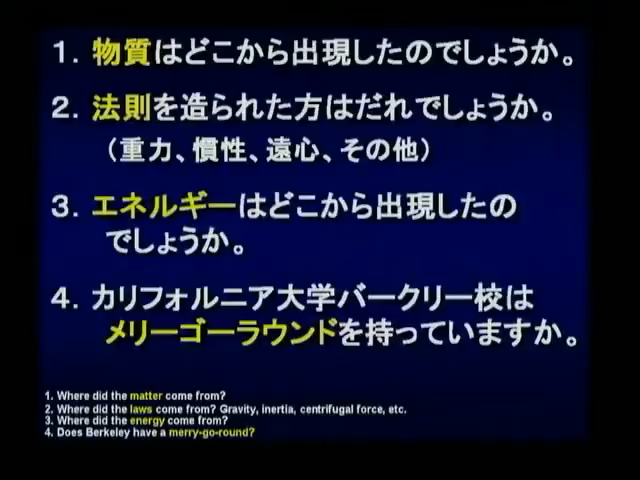 1. 物質はどこから出現したのでしょうか。
2. 法則を造られた方はだれでしょうか。
（重力、慣性、遠心、その他）
3. エネルギーはどこから出現したの
でしょうか。
4. カリフォルニア大学バークリー校は
メリーゴーラウンドを持っていますか。
1. Where did the matter come from?
2. Where did the laws come from? Gravity, inertia, centrifugal force, etc.
3. Where did the energy come from?
4. Does Berkeley have a merry-go-round?